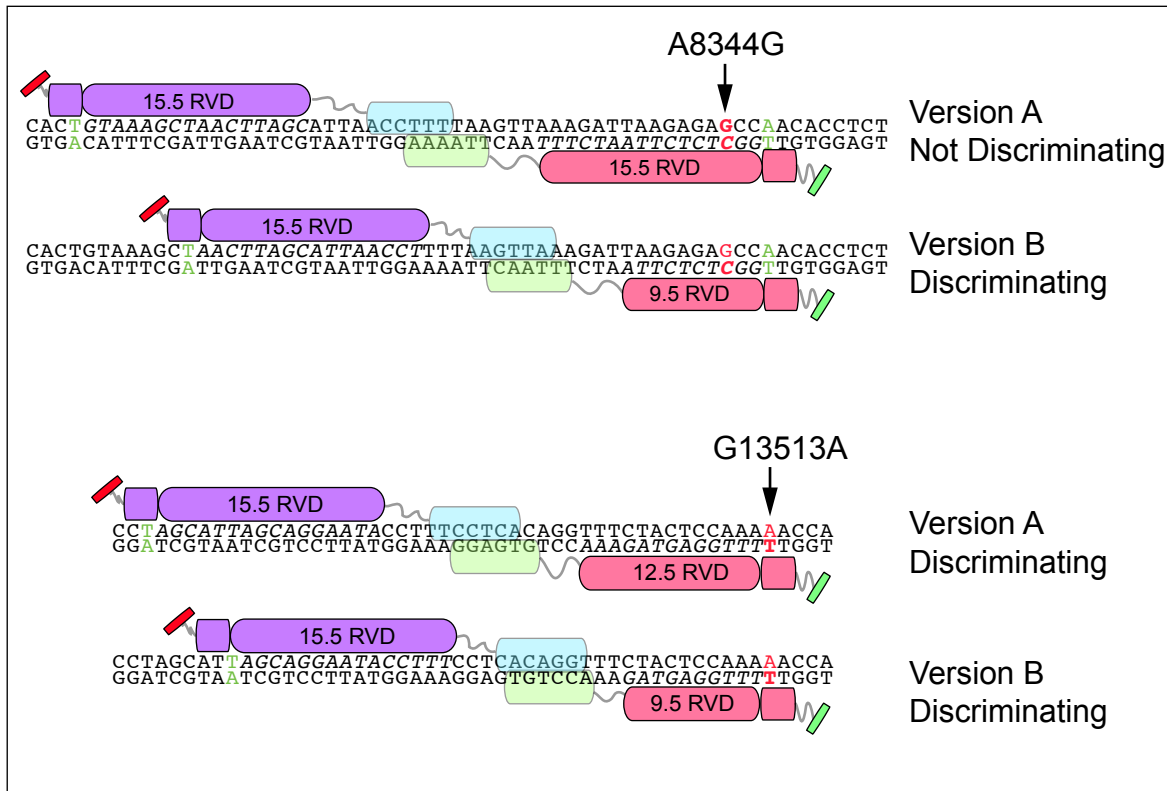 A8344G
15.5 RVD
CACTGTAAAGCTAACTTAGCATTAACCTTTTAAGTTAAAGATTAAGAGAGCCAACACCTCT
GTGACATTTCGATTGAATCGTAATTGGAAAATTCAATTTCTAATTCTCTCGGTTGTGGAGT
15.5 RVD
Version A
Not Discriminating
15.5 RVD
CACTGTAAAGCTAACTTAGCATTAACCTTTTAAGTTAAAGATTAAGAGAGCCAACACCTCT
GTGACATTTCGATTGAATCGTAATTGGAAAATTCAATTTCTAATTCTCTCGGTTGTGGAGT
9.5 RVD
Version B
Discriminating
G13513A
15.5 RVD
CCTAGCATTAGCAGGAATACCTTTCCTCACAGGTTTCTACTCCAAAAACCA
GGATCGTAATCGTCCTTATGGAAAGGAGTGTCCAAAGATGAGGTTTTTGGT
12.5 RVD
Version A
Discriminating
15.5 RVD
CCTAGCATTAGCAGGAATACCTTTCCTCACAGGTTTCTACTCCAAAAACCA
GGATCGTAATCGTCCTTATGGAAAGGAGTGTCCAAAGATGAGGTTTTTGGT
9.5 RVD
Version B
Discriminating